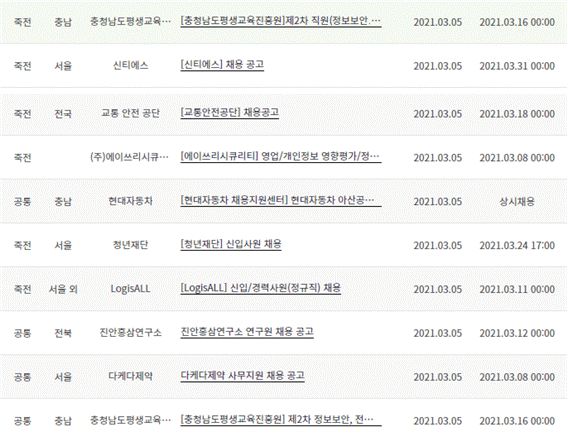 죽전 충남 충청남도평생교육… [충청남도평생교육진흥원]제2차 직원(정보보안.… 2021.03.05 2021.03.16 00:00
죽전 서울 신티에스 [신티에스] 채용 공고 2021.03.05 2021.03.31 00:00
죽전 전국 교통 안전 공단 [교통안전공단] 채용공고 2021.03.05 2021.03.18 00:00
죽전 (주)에이쓰리시큐… [에이쓰리시큐리티] 영업/개인정보 영향평가/정… 2021.03.05 2021.03.08 00:00
공통 충남 현대자동차 [현대자동차 채용지원센터] 현대자동차 아산공… 2021.03.05 상시채용
죽전 서울 청년재단 [청년재단] 신입사원 채용 2021.03.05 2021.03.24 17:00
죽전 서울 외 LogisALL [LogisALL] 신입/경력사원(정규직) 채용 2021.03.05 2021.03.11 00:00
공통 전북 진안홍삼연구소 진안홍삼연구소 연구원 채용 공고 2021.03.05 2021.03.12 00:00
공통 서울 다케다제약 다케다제약 사무지원 채용 공고 2021.03.05 2021.03.08 00:00
공통 충남 충청남도평생교육… [충청남도평생교육진흥원] 제2차 정보보안, 전… 2021.03.05 2021.03.16 00:00